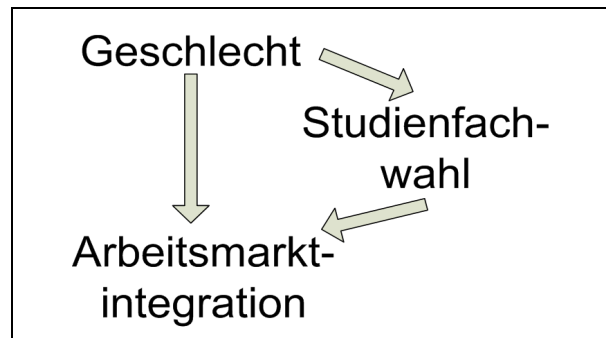 Geschlecht
Studienfach-
wahl
Arbeitsmarkt-
integration